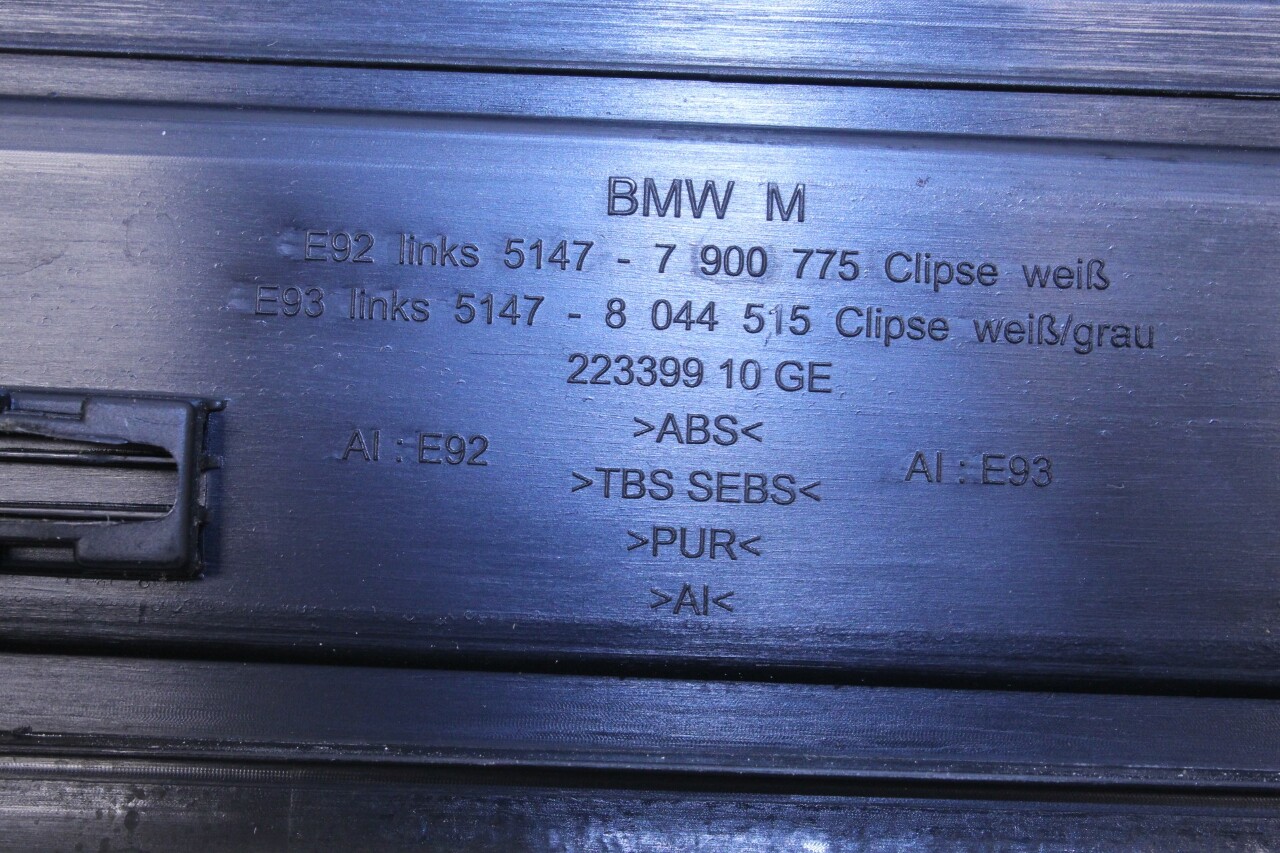 BMW M
E92 links 5147 - 7 900 775 Clipse weiß
E93 links 5147 - 8 044 515 Clipse weiß/grau
223399 10 GE
>ABS<
AI : E92
AI : E93
>TBS SEBS<
>PUR<
>AI<